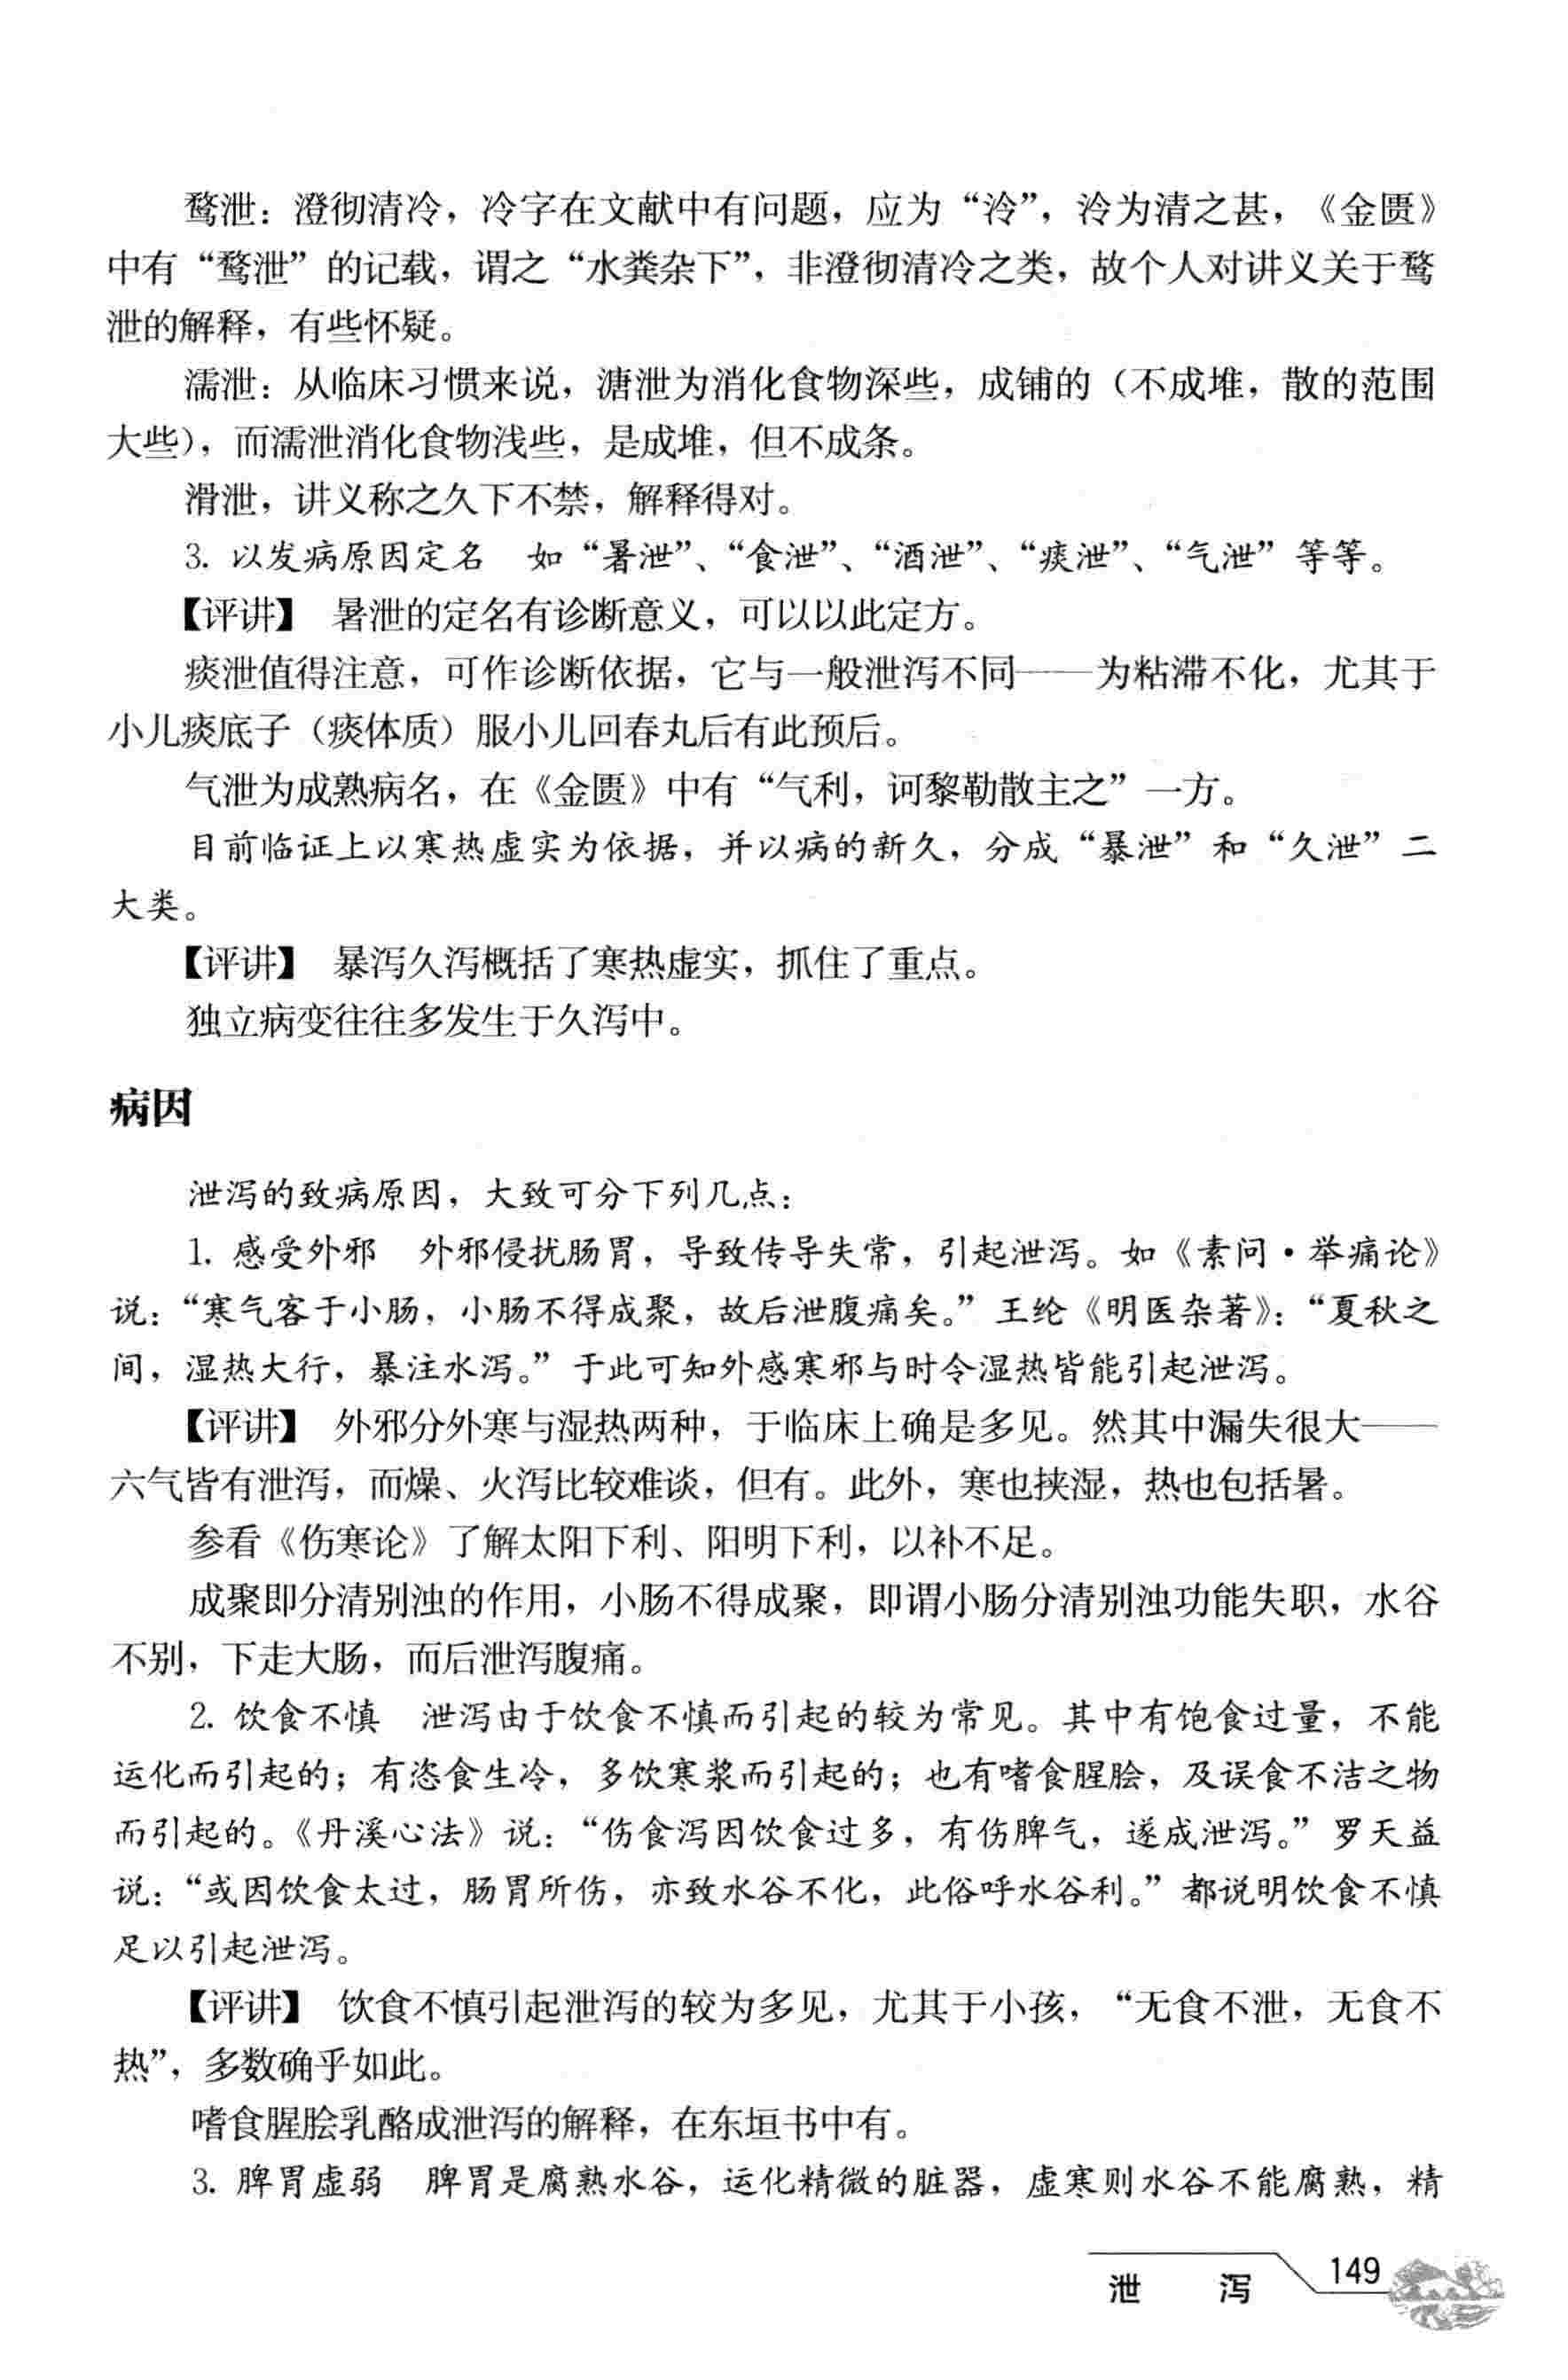 鹜泄：澄彻清冷，冷字在文献中有问题，应为“泠”，泠为清之甚，《金匮》
中有“鹜泄”的记载，谓之“水粪杂下”，非澄彻清冷之类，故个人对讲义关于鹜
泄的解释，有些怀疑。
濡泄：从临床习惯来说，溏泄为消化食物深些，成铺的（不成堆，散的范围
大些），而濡泄消化食物浅些，是成堆，但不成条。
滑泄，讲义称之久下不禁，解释得对。
3. 以发病原因定名　如“暑泄”、“食泄”、“酒泄”、“痰泄”、“气泄”等等。
【评讲】　暑泄的定名有诊断意义，可以以此定方。
痰泄值得注意，可作诊断依据，它与一般泄泻不同——为粘滞不化，尤其于
小儿痰底子（痰体质）服小儿回春丸后有此预后。
气泄为成熟病名，在《金匮》中有“气利，诃黎勒散主之”一方。
目前临证上以寒热虚实为依据，并以病的新久，分成“暴泄”和“久泄”二
大类。
【评讲】　暴泻久泻概括了寒热虚实，抓住了重点。
独立病变往往多发生于久泻中。
病因
泄泻的致病原因，大致可分下列几点：
1. 感受外邪　外邪侵扰肠胃，导致传导失常，引起泄泻。如《素问·举痛论》
说：“寒气客于小肠，小肠不得成聚，故后泄腹痛矣。”王纶《明医杂著》：“夏秋之
间，湿热大行，暴注水泻。”于此可知外感寒邪与时令湿热皆能引起泄泻。
【评讲】　外邪分外寒与湿热两种，于临床上确是多见。然其中漏失很大——
六气皆有泄泻，而燥、火泻比较难谈，但有。此外，寒也挟湿，热也包括暑。
参看《伤寒论》了解太阳下利、阳明下利，以补不足。
成聚即分清别浊的作用，小肠不得成聚，即谓小肠分清别浊功能失职，水谷
不别，下走大肠，而后泄泻腹痛。
2. 饮食不慎　泄泻由于饮食不慎而引起的较为常见。其中有饱食过量，不能
运化而引起的；有恣食生冷，多饮寒浆而引起的；也有嗜食腥脍，及误食不洁之物
而引起的。《丹溪心法》说：“伤食泻因饮食过多，有伤脾气，遂成泄泻。”罗天益
说：“或因饮食太过，肠胃所伤，亦致水谷不化，此俗呼水谷利。”都说明饮食不慎
足以引起泄泻。
【评讲】　饮食不慎引起泄泻的较为多见，尤其于小孩，“无食不泄，无食不
热”，多数确乎如此。
嗜食腥脍乳酪成泄泻的解释，在东垣书中有。
3. 脾胃虚弱　脾胃是腐熟水谷，运化精微的脏器，虚寒则水谷不能腐熟，精
泄　泻
149